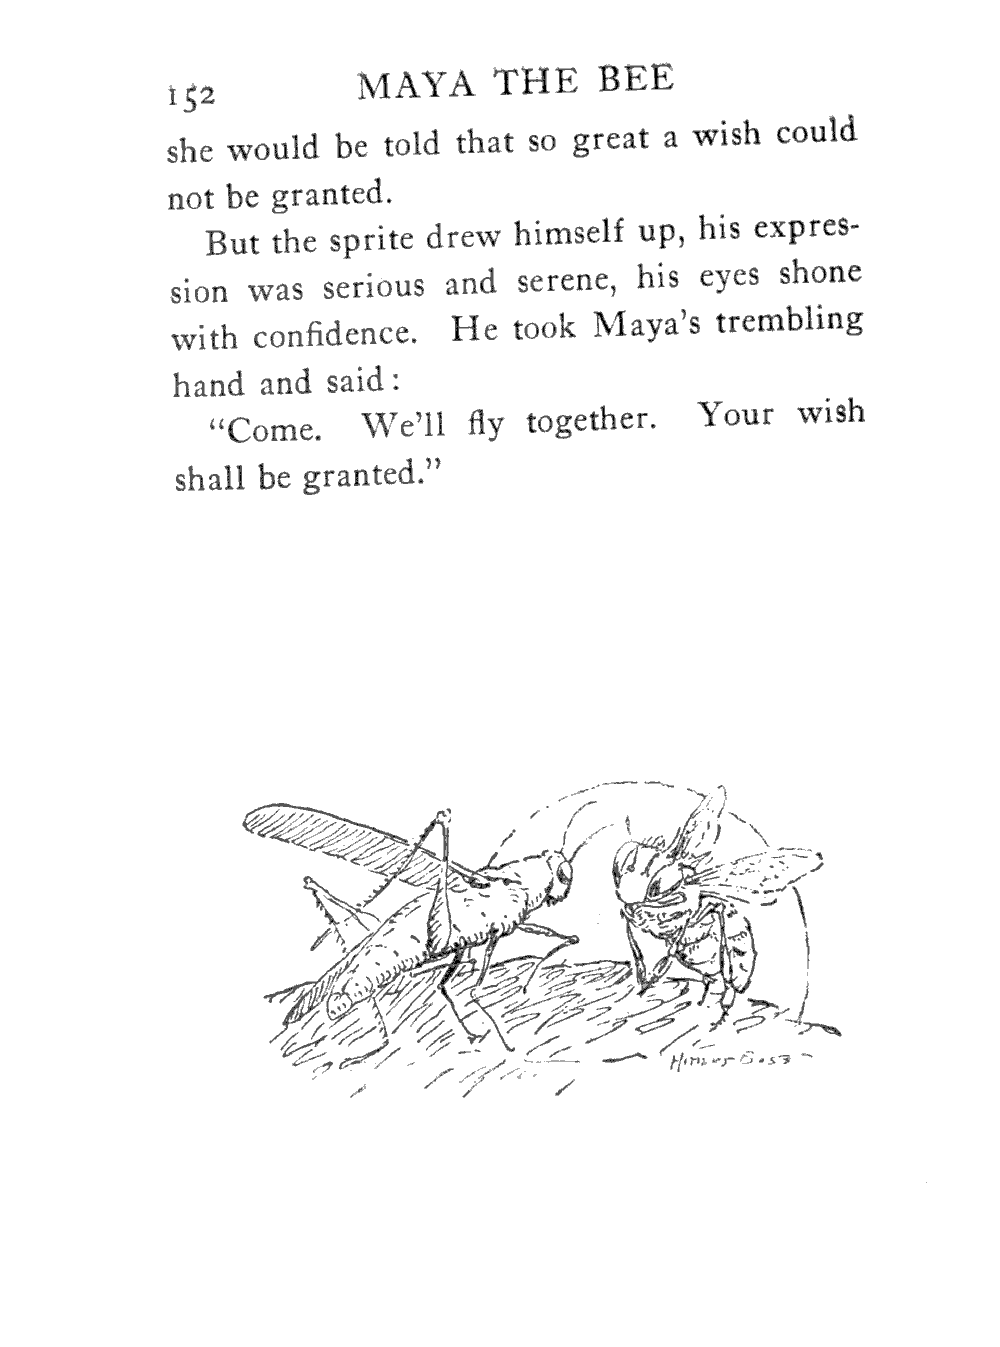 152 MAYA THE BEE
she would be told that so great a wish could
not be granted.
But the sprite drew himself up, his expres-
sion was serious and serene, his eyes shone
with confidence. He took Maya's trembling
hand and said:
“Come. We'll fly together. Your wish
shall be granted.”